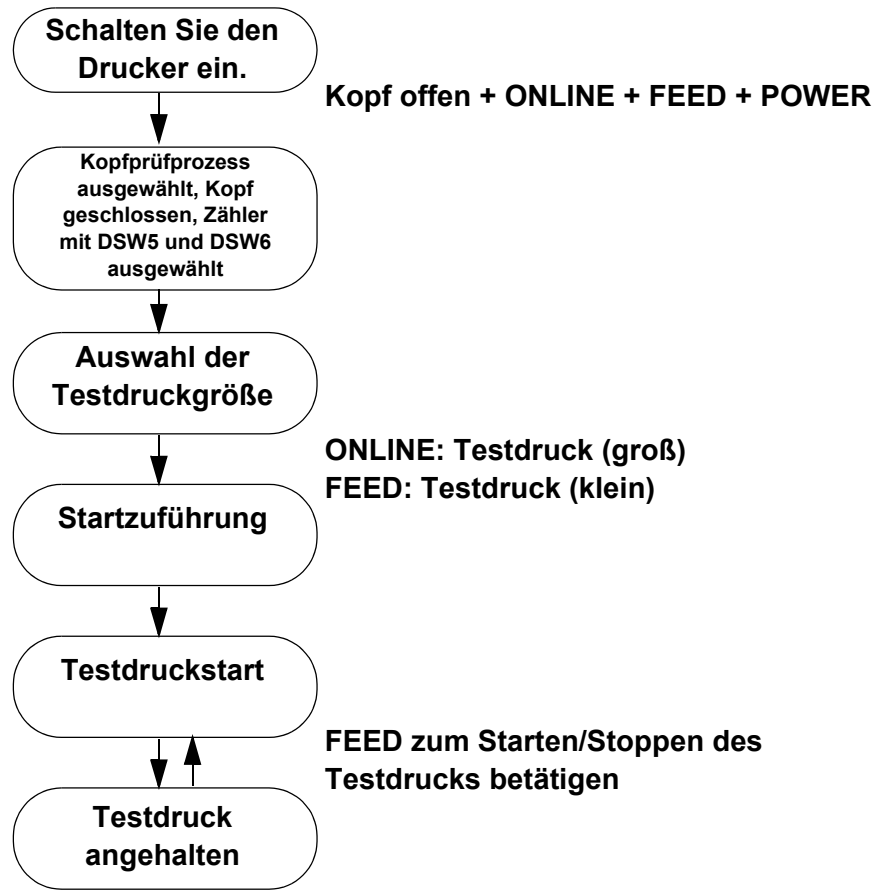 Schalten Sie den
Drucker ein.
Kopf offen + ONLINE + FEED + POWER
Kopfprüfprozess
ausgewählt, Kopf
geschlossen, Zähler
mit DSW5 und DSW6
ausgewählt
Auswahl der
Testdruckgröße
ONLINE: Testdruck (groß)
FEED: Testdruck (klein)
Startzuführung
Testdruckstart
FEED zum Starten/Stoppen des
Testdrucks betätigen
Testdruck
angehalten